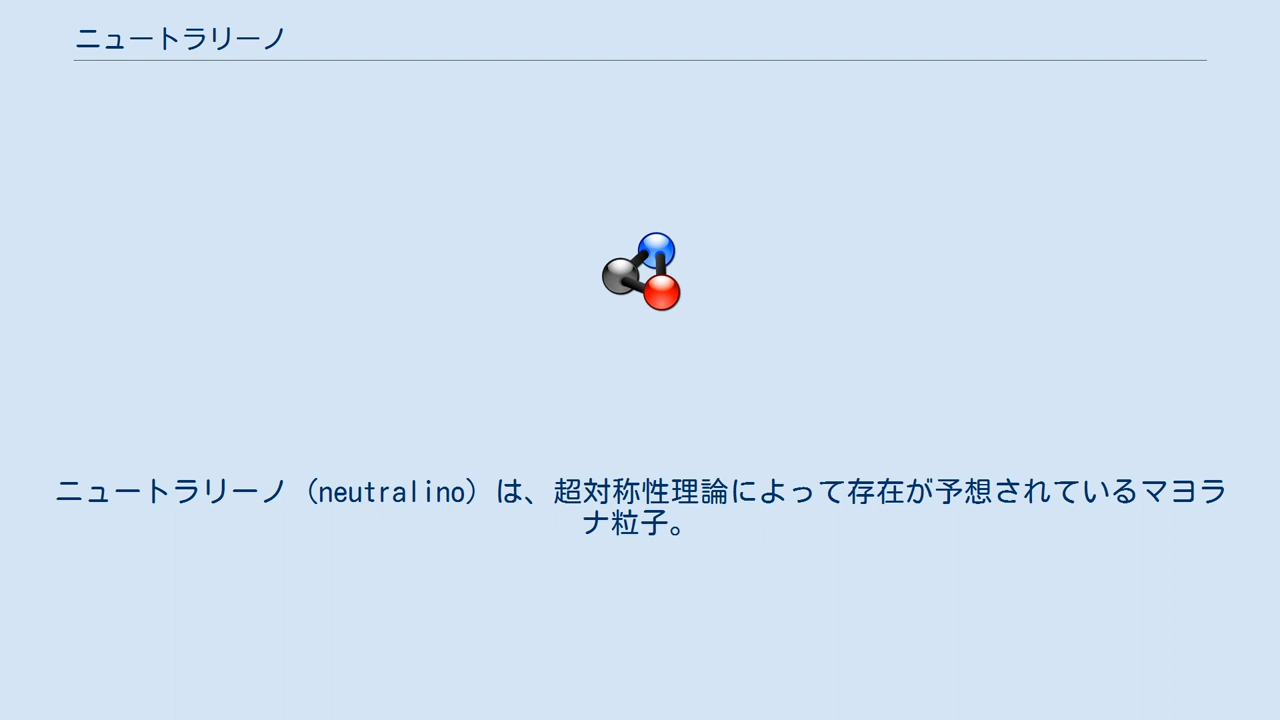 ニュートラリーノ
ニュートラリーノ（neutralino）は、超対称性理論によって存在が予想されているマヨラ
ナ粒子。